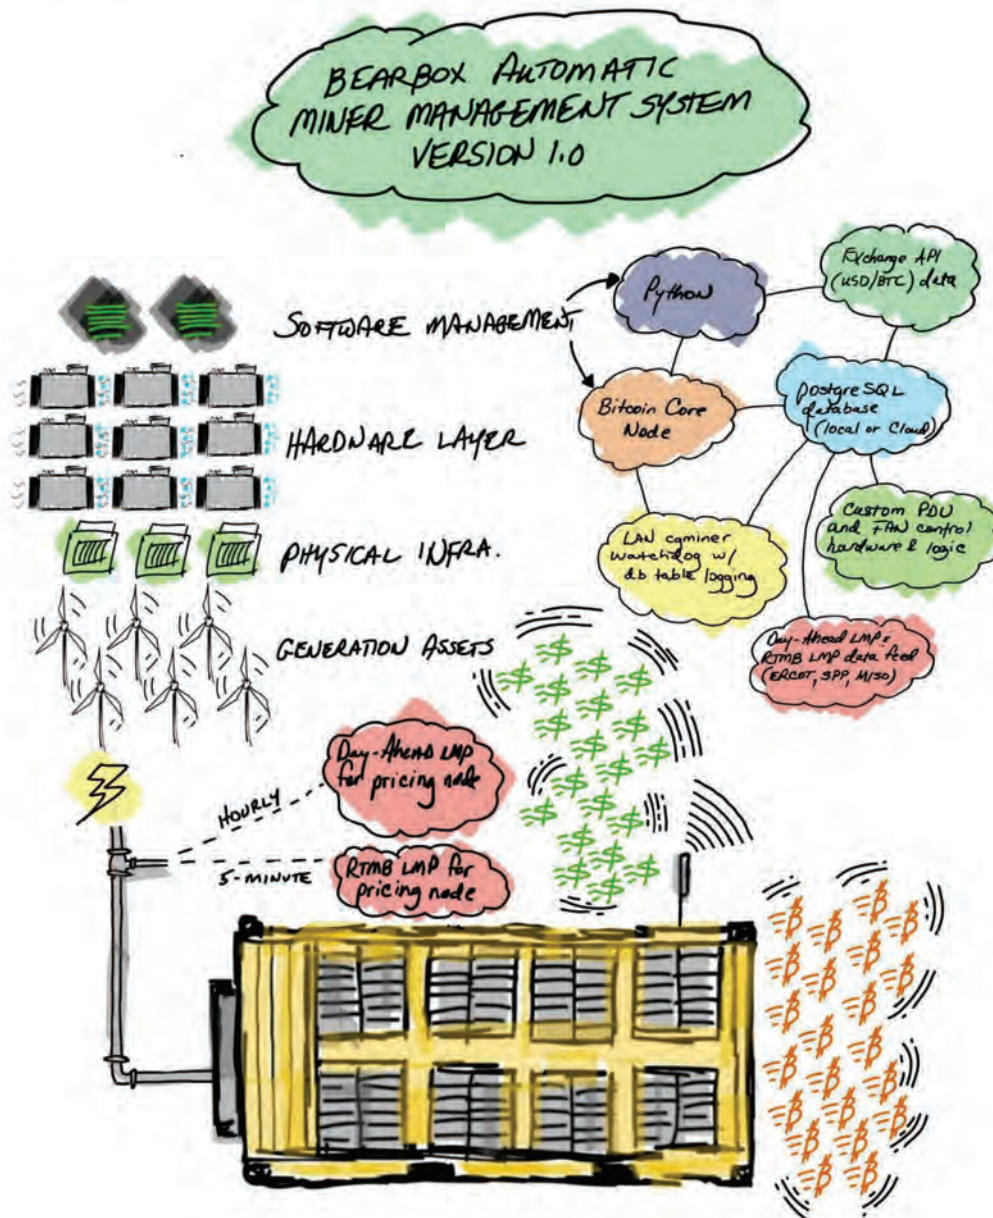 BEARBOX AUTOMATIC
MINER MANAGEMENT SYSTEM
VERSION 1.0
SOFTWARE MANAGEMENT
HARDWARE LAYER
PHYSICAL INFRA.
GENERATION ASSETS
Python
Exchange API
(USD/BTC) data
Bitcoin Core
Node
postgreSQL
database
(local or Cloud)
LAN cgminer
watchdog w/
db table logging
Custom PDU
and FAN control
hardware & logic
Day-Ahead LMP &
RTMB LMP data feed
(ERCOT, SPP, MISO)
HOURLY
Day-Ahead LMP
for pricing node
5-MINUTE
RTMB LMP for
pricing node